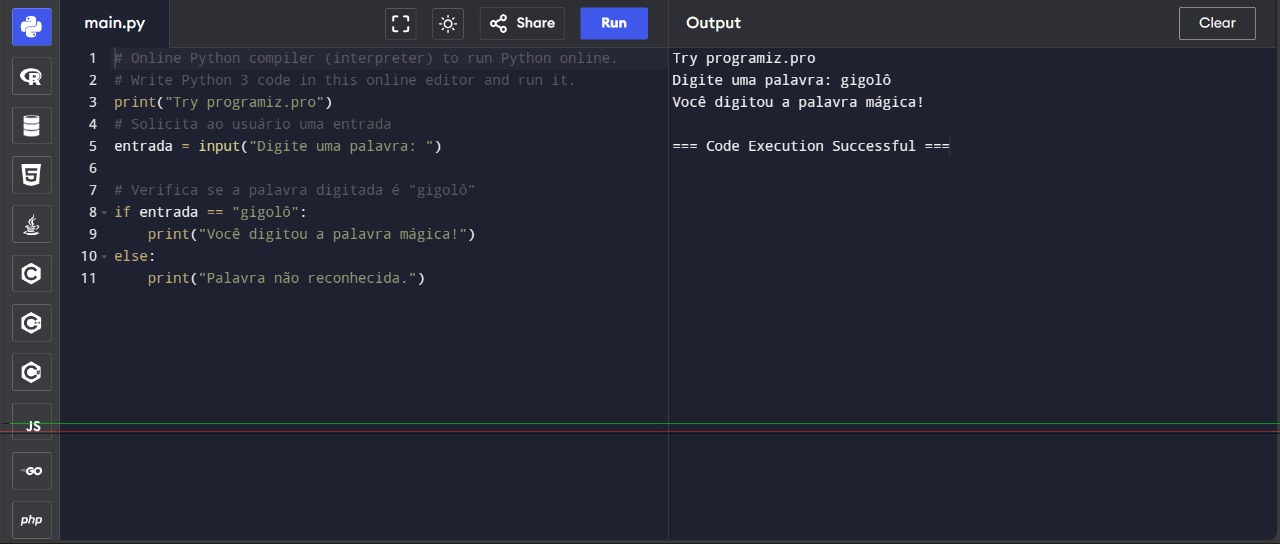 main.py
Share
Run
Output
Clear
1 # Online Python compiler (interpreter) to run Python online.
2 # Write Python 3 code in this online editor and run it.
3 print("Try programiz.pro")
4 # Solicita ao usuário uma entrada
5 entrada = input("Digite uma palavra: ")
6
7 # Verifica se a palavra digitada é "gigolô"
8 if entrada == "gigolô":
9     print("Você digitou a palavra mágica!")
10 else:
11     print("Palavra não reconhecida.")
Try programiz.pro
Digite uma palavra: gigolô
Você digitou a palavra mágica!
=== Code Execution Successful ===
R
5
C
C
C
JS
GO
php